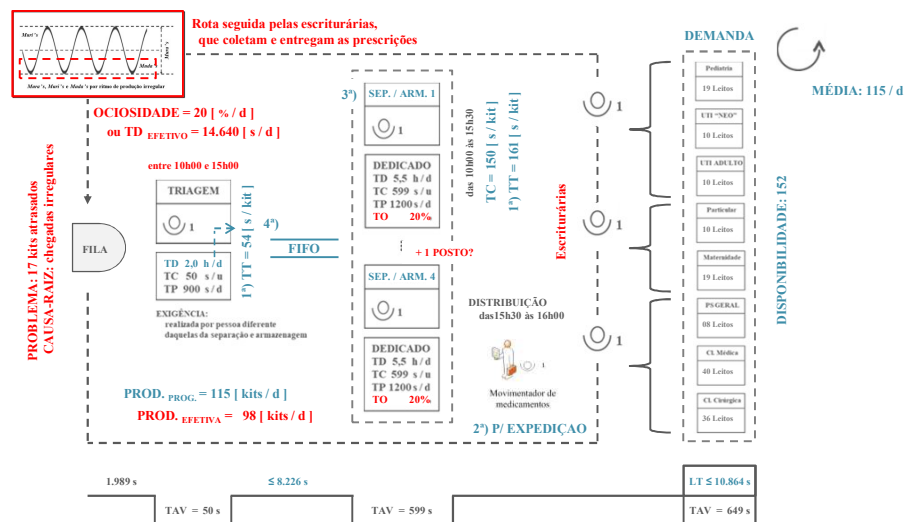 Muri's
Muri's
Mura's
Muda
Mura's, Muri's e Muda's por ritmo de produção irregular
Rota seguida pelas escriturárias,
que coletam e entregam as prescrições
OCIOSIDADE = 20 [ % / d ]
ou TD EFETIVO = 14.640 [ s / d ]
entre 10h00 e 15h00
TRIAGEM
1
TD 2,0 h / d
TC 50 s / u
TP 900 s / d
EXIGÊNCIA:
realizada por pessoa diferente
daquelas da separação e armazenagem
1ª) TT = 54 [ s / kit ]
4ª)
FIFO
FILA
PROBLEMA: 17 kits atrasados
CAUSA-RAIZ: chegadas irregulares
PROD. PROG. = 115 [ kits / d ]
PROD. EFETIVA = 98 [ kits / d ]
3ª)
SEP. / ARM. 1
1
DEDICADO
TD 5,5 h / d
TC 599 s / u
TP 1200 s / d
TO 20%
+ 1 POSTO?
SEP. / ARM. 4
1
DEDICADO
TD 5,5 h / d
TC 599 s / u
TP 1200 s / d
TO 20%
das 10h00 às 15h30
TC = 150 [ s / kit ]
1ª) TT = 161 [ s / kit ]
DISTRIBUIÇÃO
das15h30 às 16h00
1
Movimentador de
medicamentos
2ª) P/ EXPEDIÇAO
Escriturárias
1
1
1
DEMANDA
Pediatria
19 Leitos
UTI "NEO"
10 Leitos
UTI ADULTO
10 Leitos
Particular
10 Leitos
Maternidade
19 Leitos
PS GERAL
08 Leitos
Cl. Médica
40 Leitos
Cl. Cirúrgica
36 Leitos
DISPONIBILIDADE: 152
MÉDIA: 115 / d
1.989 s
TAV = 50 s
≤ 8.226 s
TAV = 599 s
LT ≤ 10.864 s
TAV = 649 s